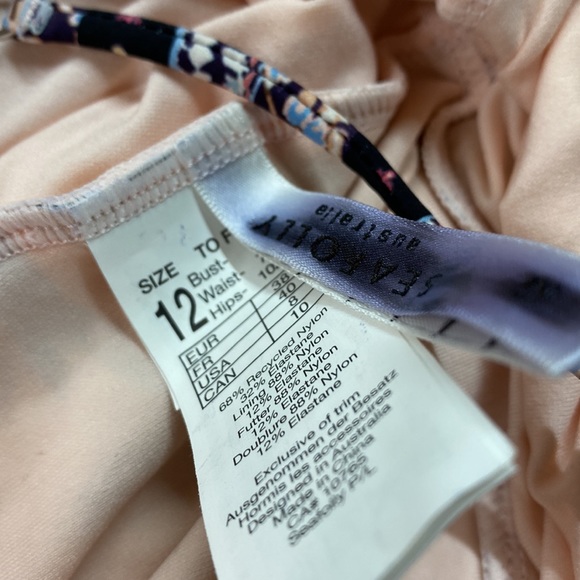 SEAFOLLY
australia
SIZE TO F
12 Bust-
Waist-
Hips-
EUR 38
FR 40
USA 8
CAN 10
68% Recycled Nylon
32% Elastane
Lining 88% Nylon
12% Elastane
Futter 88% Nylon
12% Elastane
Doublure 88% Nylon
12% Elastane
Exclusive of trim
Ausgenommen der Besatz
Hormis les accessoires
Designed in Australia
Made in China
Seafolly P/L